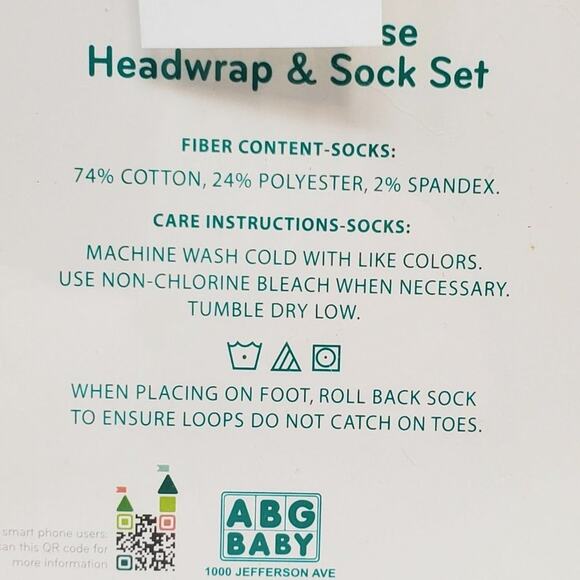 se
Headwrap & Sock Set
FIBER CONTENT-SOCKS:
74% COTTON, 24% POLYESTER, 2% SPANDEX.
CARE INSTRUCTIONS-SOCKS:
MACHINE WASH COLD WITH LIKE COLORS.
USE NON-CHLORINE BLEACH WHEN NECESSARY.
TUMBLE DRY LOW.
WHEN PLACING ON FOOT, ROLL BACK SOCK
TO ENSURE LOOPS DO NOT CATCH ON TOES.
smart phone users:
an this QR code for
more information
ABG
BABY
1000 JEFFERSON AVE